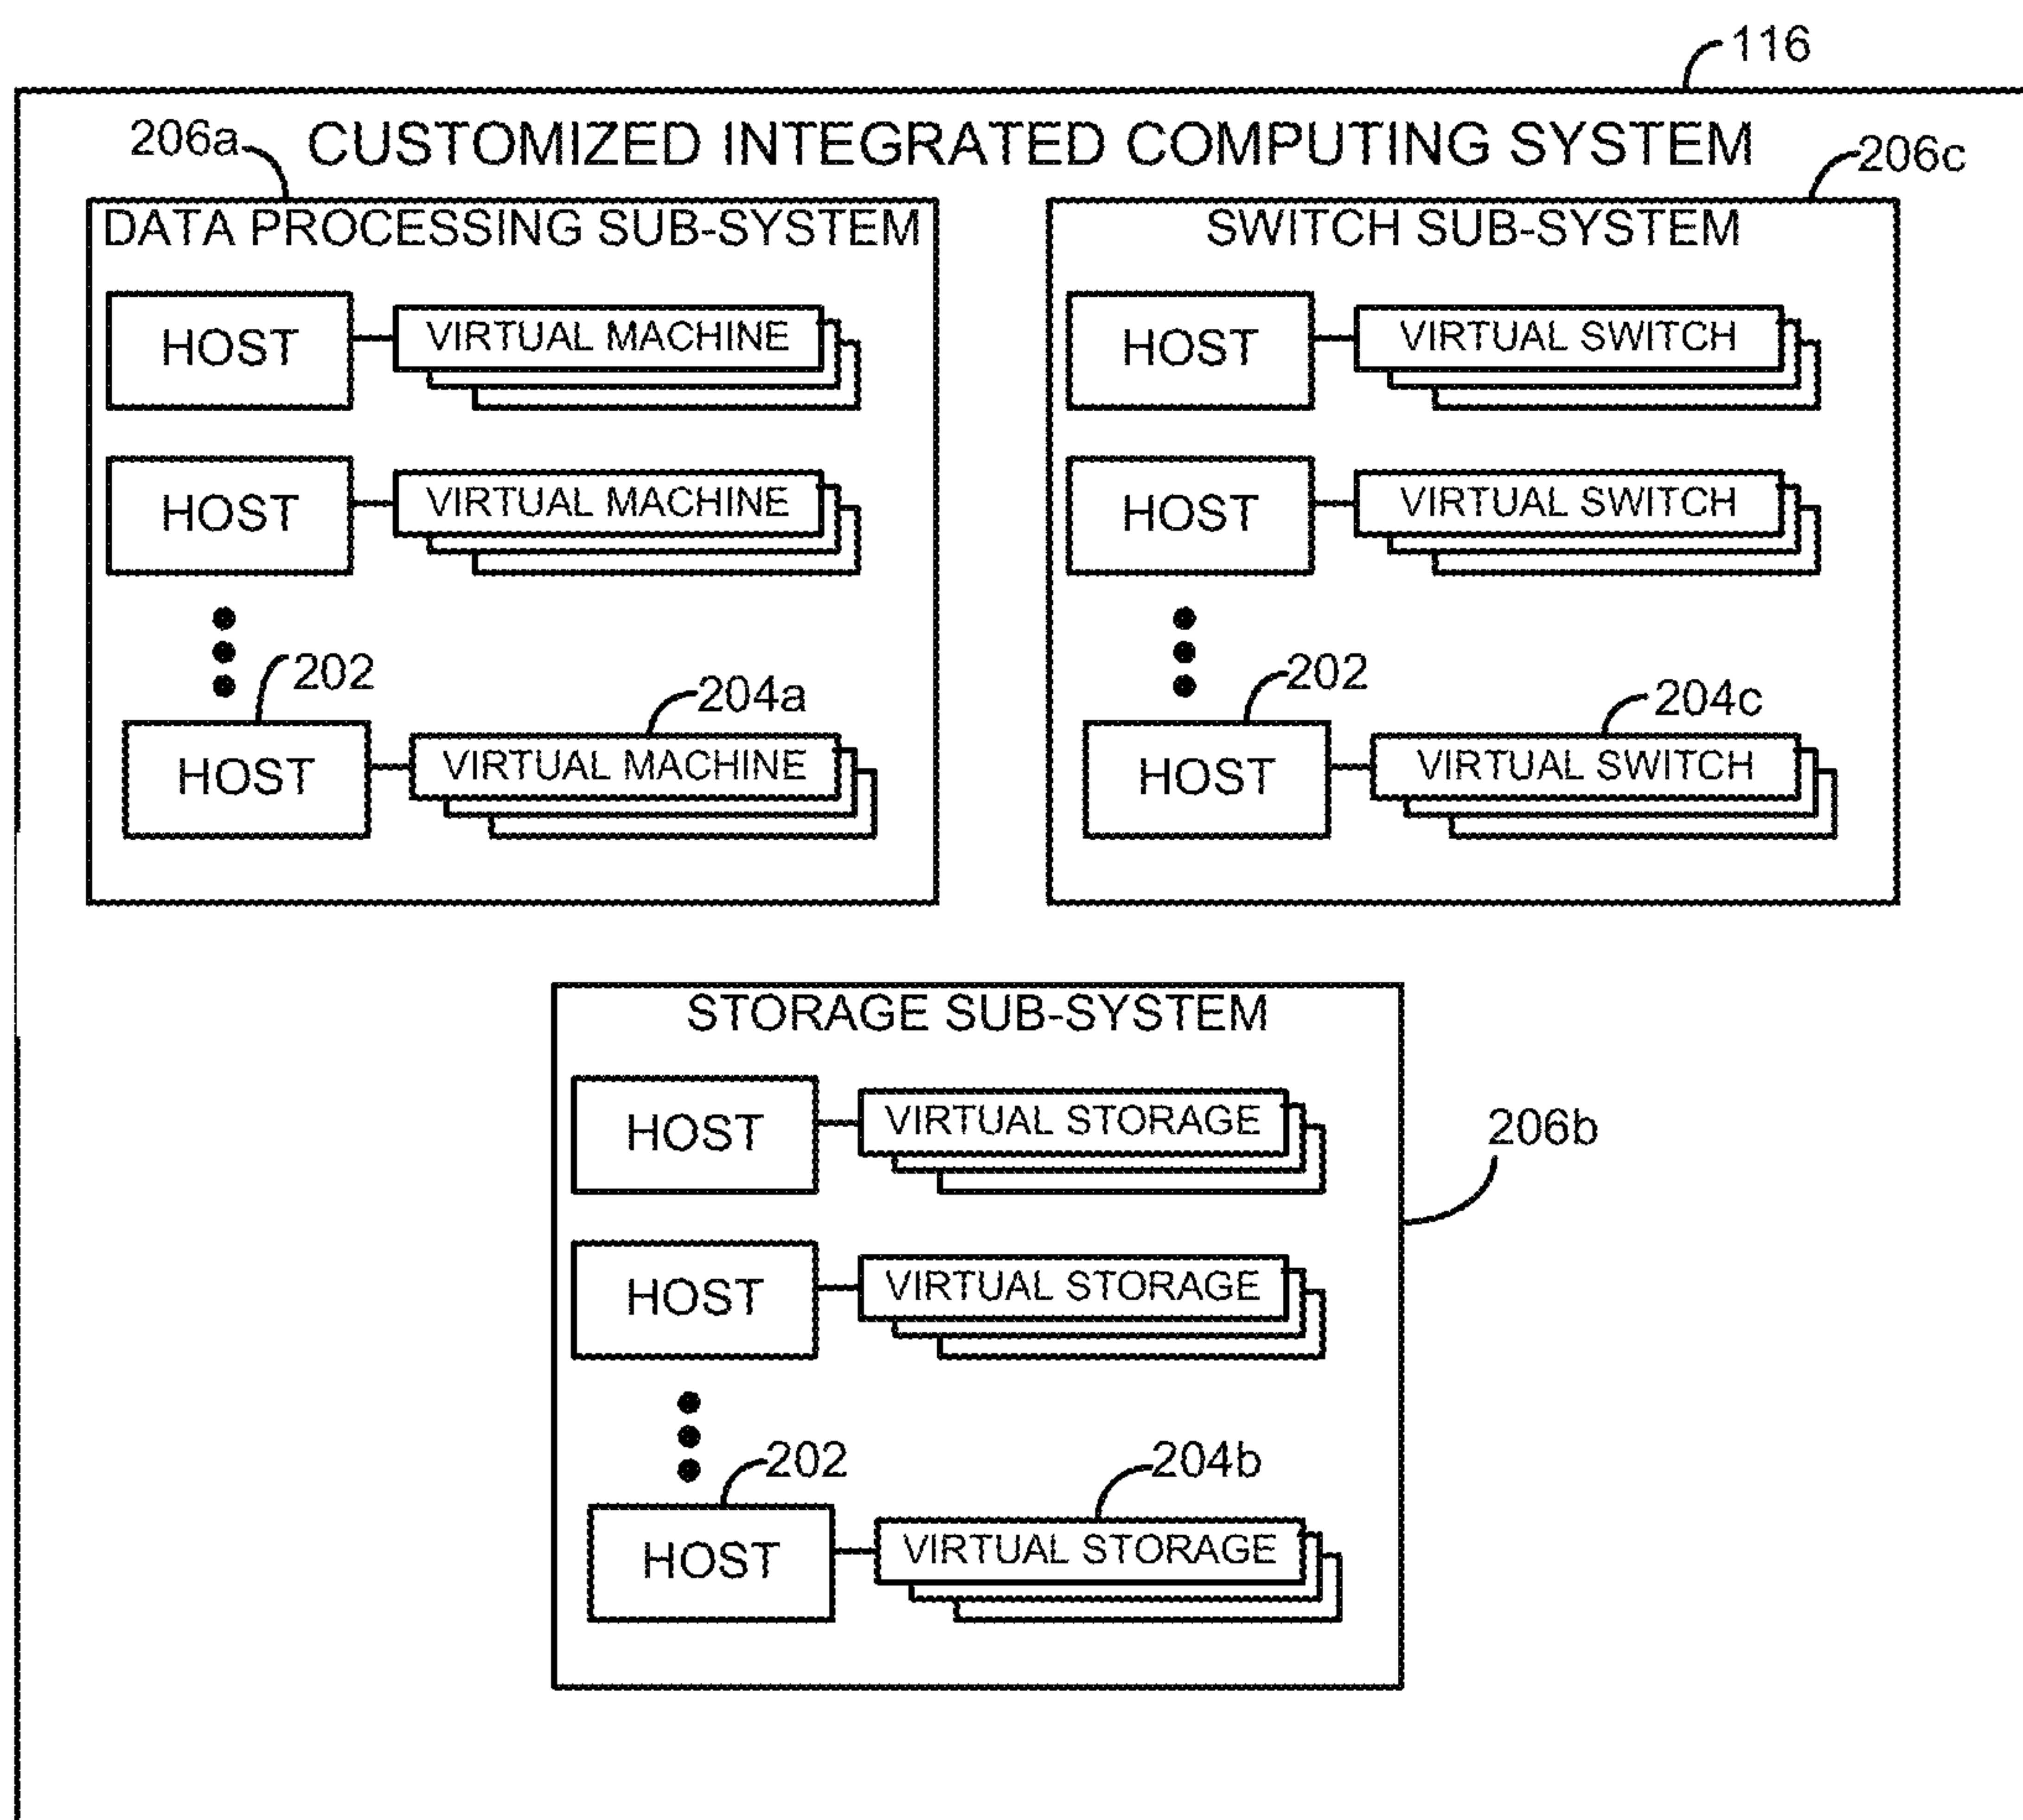 116
CUSTOMIZED INTEGRATED COMPUTING SYSTEM
206a
DATA PROCESSING SUB-SYSTEM
HOST
VIRTUAL MACHINE
HOST
VIRTUAL MACHINE
202
204a
HOST
VIRTUAL MACHINE
206c
SWITCH SUB-SYSTEM
HOST
VIRTUAL SWITCH
HOST
VIRTUAL SWITCH
202
204c
HOST
VIRTUAL SWITCH
STORAGE SUB-SYSTEM
HOST
VIRTUAL STORAGE
206b
HOST
VIRTUAL STORAGE
202
204b
HOST
VIRTUAL STORAGE